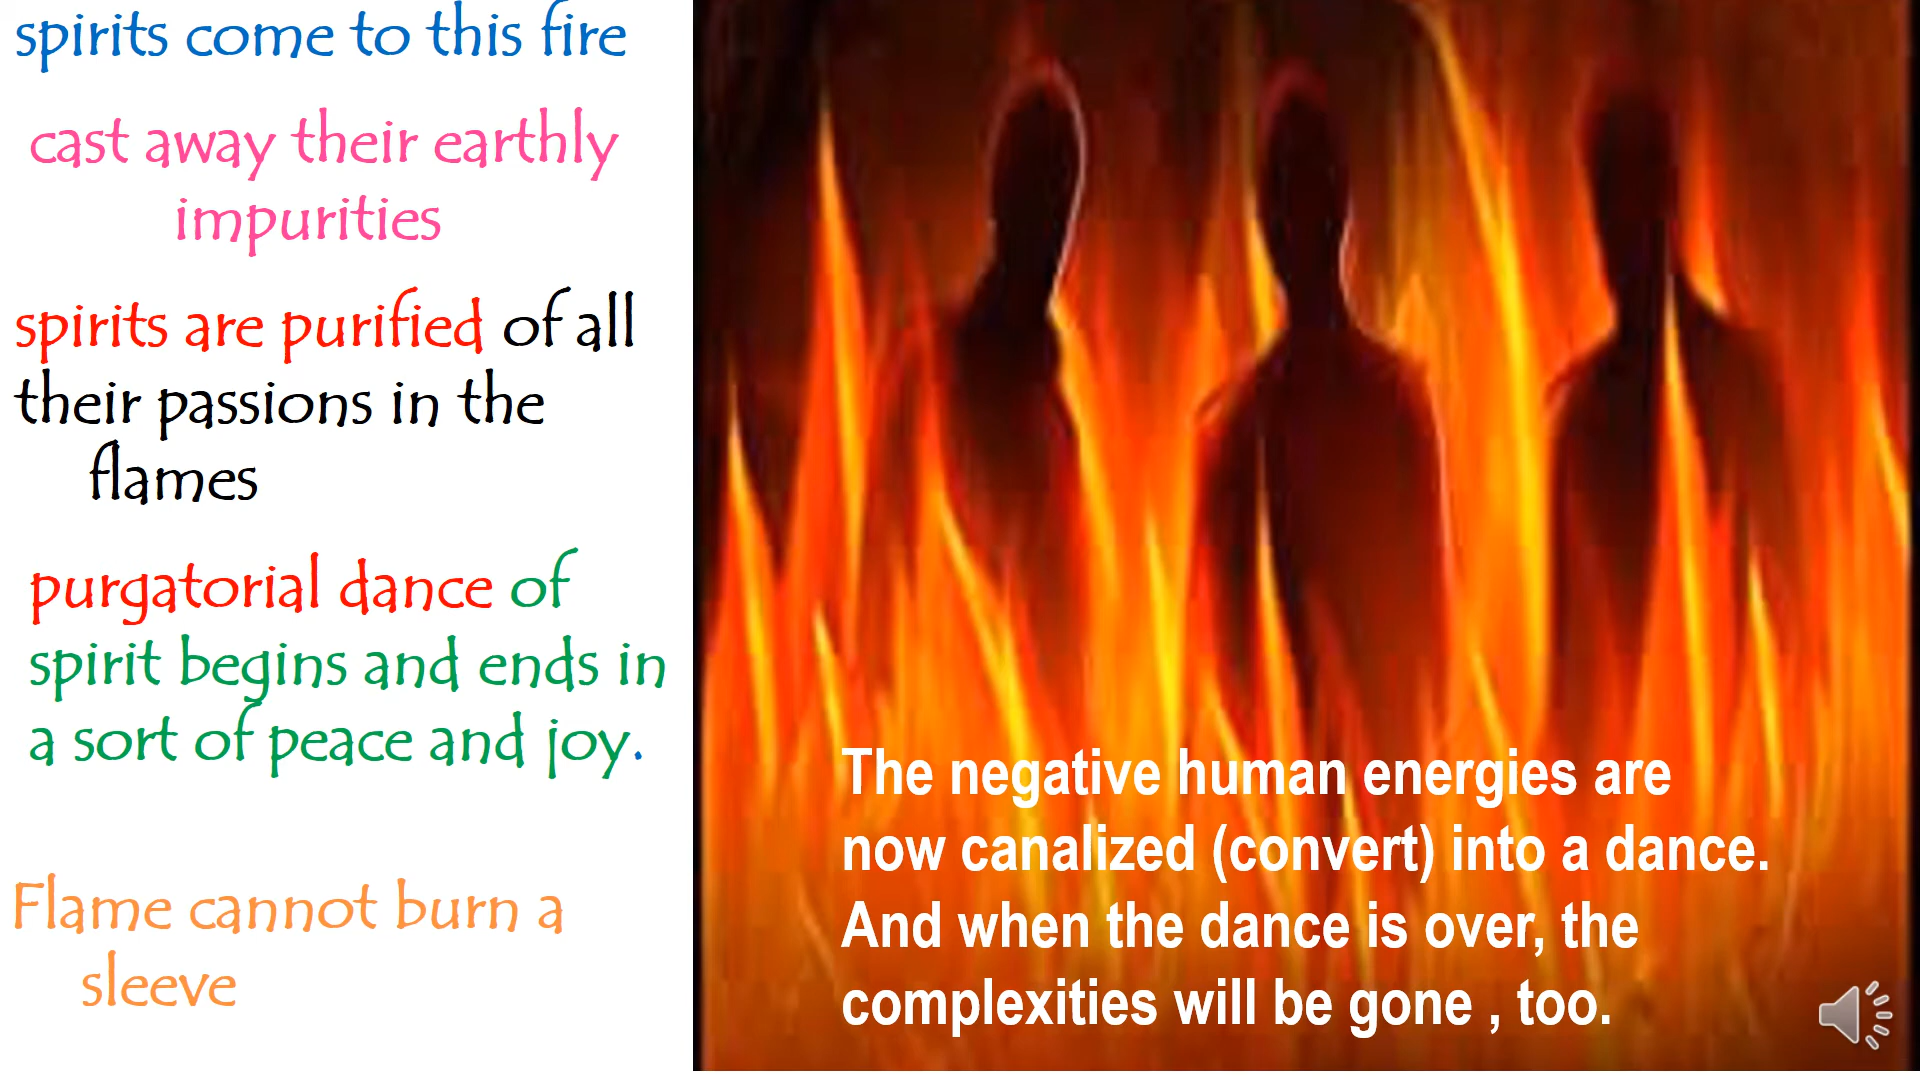 spirits come to this fire
cast away their earthly
impurities
spirits are purified of all
their passions in the
flames
purgatorial dance of
spirit begins and ends in
a sort of peace and joy.
Flame cannot burn a
sleeve
The negative human energies are
now canalized (convert) into a dance.
And when the dance is over, the
complexities will be gone , too.